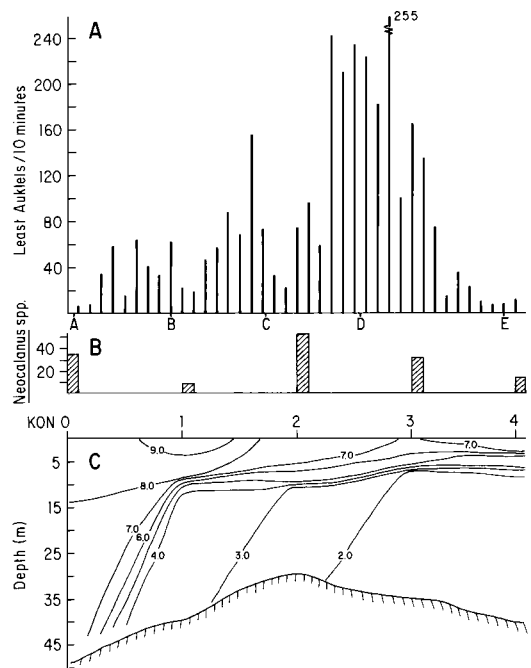 255
A
240
200
160
120
80
40
Least Auklets/10 minutes
A B C D E
B
Neocalanus spp.
40
20
KON 0 1 2 3 4
C
9.0
7.0
7.0
8.0
7.0
6.0
4.0
3.0
2.0
5
15
25
35
45
Depth (m)